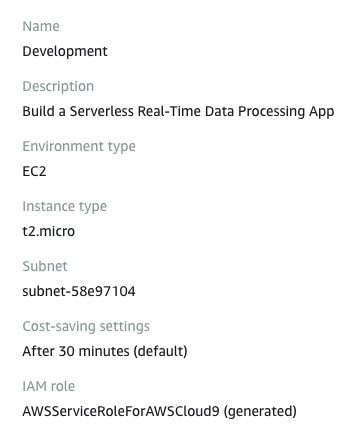 Name
Development
Description
Build a Serverless Real-Time Data Processing App
Environment type
EC2
Instance type
t2.micro
Subnet
subnet-58e97104
Cost-saving settings
After 30 minutes (default)
IAM role
AWSServiceRoleForAWSCloud9 (generated)